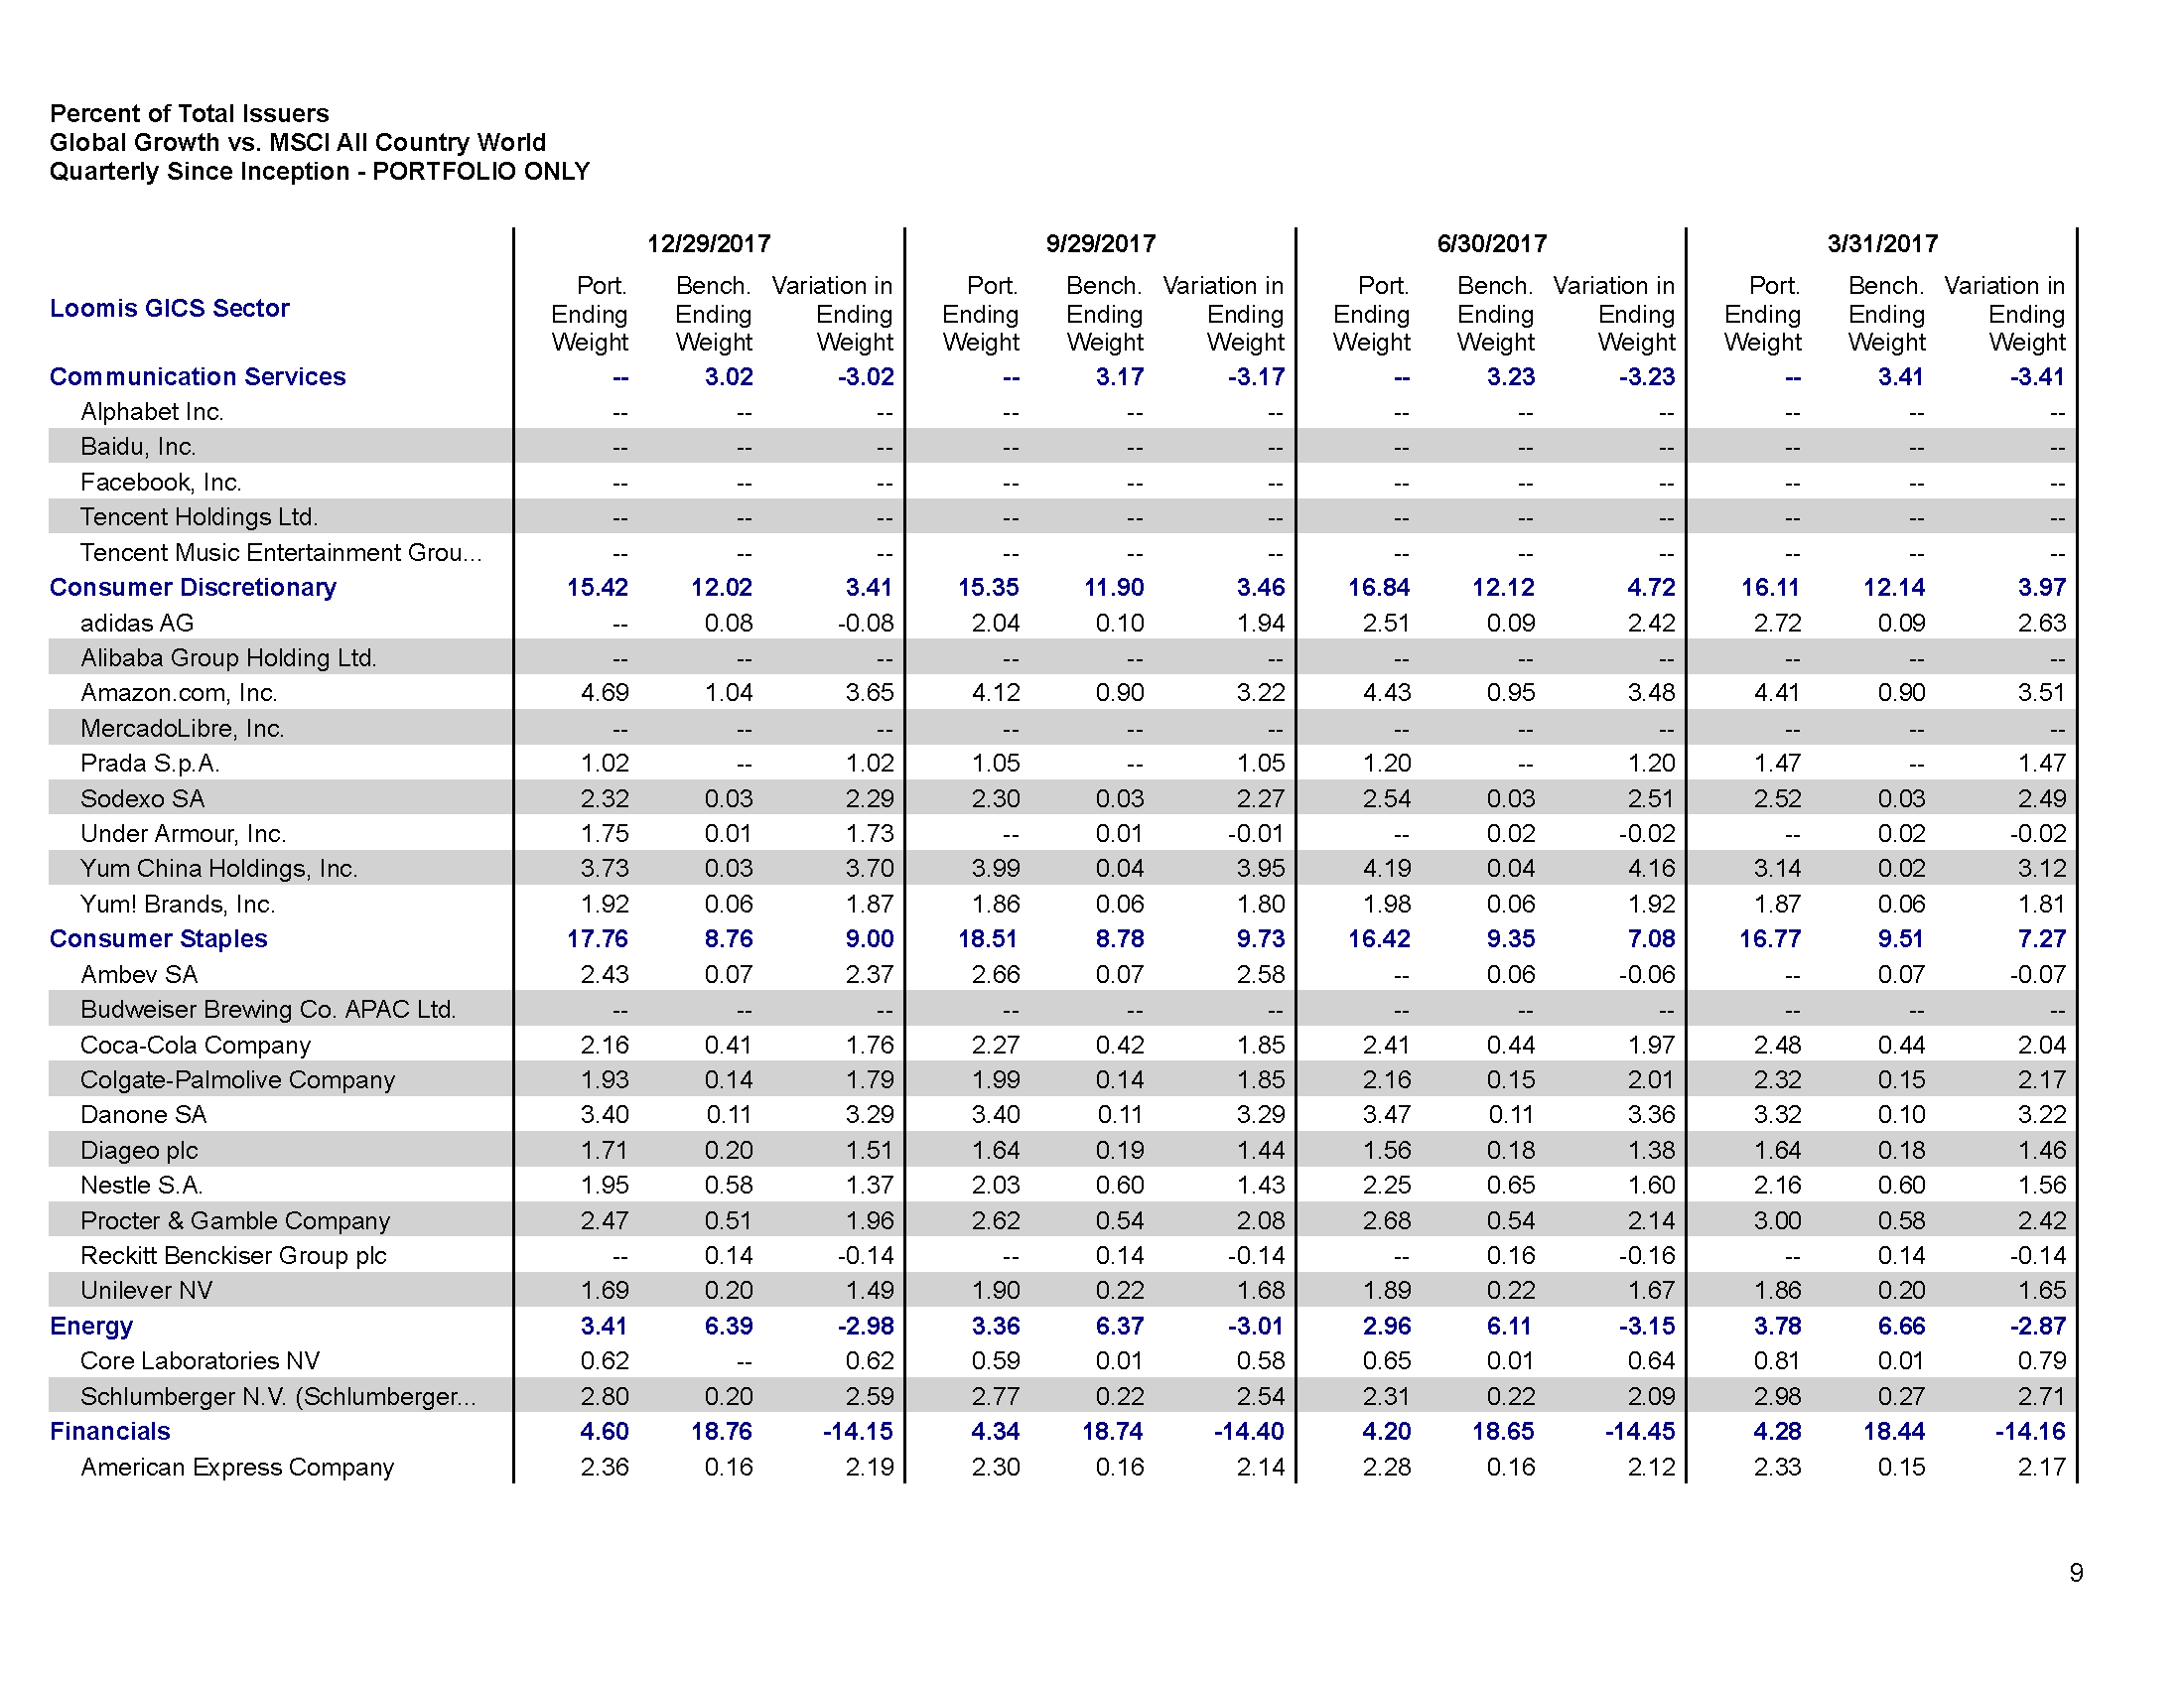 Percent of Total Issuers
Global Growth vs. MSCI All Country World
Quarterly Since Inception - PORTFOLIO ONLY
12/29/2017 9/29/2017 6/30/2017 3/31/2017
Loomis GICS Sector
Port. Bench. Variation in Port. Bench. Variation in Port. Bench. Variation in Port. Bench. Variation in
Ending Ending Ending Ending Ending Ending Ending Ending Ending Ending Ending Ending
Weight Weight Weight Weight Weight Weight Weight Weight Weight Weight Weight Weight
Communication Services -- 3.02 -3.02 -- 3.17 -3.17 -- 3.23 -3.23 -- 3.41 -3.41
Alphabet Inc. -- -- -- -- -- -- -- -- -- -- -- --
Baidu, Inc. -- -- -- -- -- -- -- -- -- -- -- --
Facebook, Inc. -- -- -- -- -- -- -- -- -- -- -- --
Tencent Holdings Ltd. -- -- -- -- -- -- -- -- -- -- -- --
Tencent Music Entertainment Grou... -- -- -- -- -- -- -- -- -- -- -- --
Consumer Discretionary 15.42 12.02 3.41 15.35 11.90 3.46 16.84 12.12 4.72 16.11 12.14 3.97
adidas AG -- 0.08 -0.08 2.04 0.10 1.94 2.51 0.09 2.42 2.72 0.09 2.63
Alibaba Group Holding Ltd. -- -- -- -- -- -- -- -- -- -- -- --
Amazon.com, Inc. 4.69 1.04 3.65 4.12 0.90 3.22 4.43 0.95 3.48 4.41 0.90 3.51
MercadoLibre, Inc. -- -- -- -- -- -- -- -- -- -- -- --
Prada S.p.A. 1.02 -- 1.02 1.05 -- 1.05 1.20 -- 1.20 1.47 -- 1.47
Sodexo SA 2.32 0.03 2.29 2.30 0.03 2.27 2.54 0.03 2.51 2.52 0.03 2.49
Under Armour, Inc. 1.75 0.01 1.73 -- 0.01 -0.01 -- 0.02 -0.02 -- 0.02 -0.02
Yum China Holdings, Inc. 3.73 0.03 3.70 3.99 0.04 3.95 4.19 0.04 4.16 3.14 0.02 3.12
Yum! Brands, Inc. 1.92 0.06 1.87 1.86 0.06 1.80 1.98 0.06 1.92 1.87 0.06 1.81
Consumer Staples 17.76 8.76 9.00 18.51 8.78 9.73 16.42 9.35 7.08 16.77 9.51 7.27
Ambev SA 2.43 0.07 2.37 2.66 0.07 2.58 -- 0.06 -0.06 -- 0.07 -0.07
Budweiser Brewing Co. APAC Ltd. -- -- -- -- -- -- -- -- -- -- -- --
Coca-Cola Company 2.16 0.41 1.76 2.27 0.42 1.85 2.41 0.44 1.97 2.48 0.44 2.04
Colgate-Palmolive Company 1.93 0.14 1.79 1.99 0.14 1.85 2.16 0.15 2.01 2.32 0.15 2.17
Danone SA 3.40 0.11 3.29 3.40 0.11 3.29 3.47 0.11 3.36 3.32 0.10 3.22
Diageo plc 1.71 0.20 1.51 1.64 0.19 1.44 1.56 0.18 1.38 1.64 0.18 1.46
Nestle S.A. 1.95 0.58 1.37 2.03 0.60 1.43 2.25 0.65 1.60 2.16 0.60 1.56
Procter & Gamble Company 2.47 0.51 1.96 2.62 0.54 2.08 2.68 0.54 2.14 3.00 0.58 2.42
Reckitt Benckiser Group plc -- 0.14 -0.14 -- 0.14 -0.14 -- 0.16 -0.16 -- 0.14 -0.14
Unilever NV 1.69 0.20 1.49 1.90 0.22 1.68 1.89 0.22 1.67 1.86 0.20 1.65
Energy 3.41 6.39 -2.98 3.36 6.37 -3.01 2.96 6.11 -3.15 3.78 6.66 -2.87
Core Laboratories NV 0.62 -- 0.62 0.59 0.01 0.58 0.65 0.01 0.64 0.81 0.01 0.79
Schlumberger N.V. (Schlumberger... 2.80 0.20 2.59 2.77 0.22 2.54 2.31 0.22 2.09 2.98 0.27 2.71
Financials 4.60 18.76 -14.15 4.34 18.74 -14.40 4.20 18.65 -14.45 4.28 18.44 -14.16
American Express Company 2.36 0.16 2.19 2.30 0.16 2.14 2.28 0.16 2.12 2.33 0.15 2.17
9